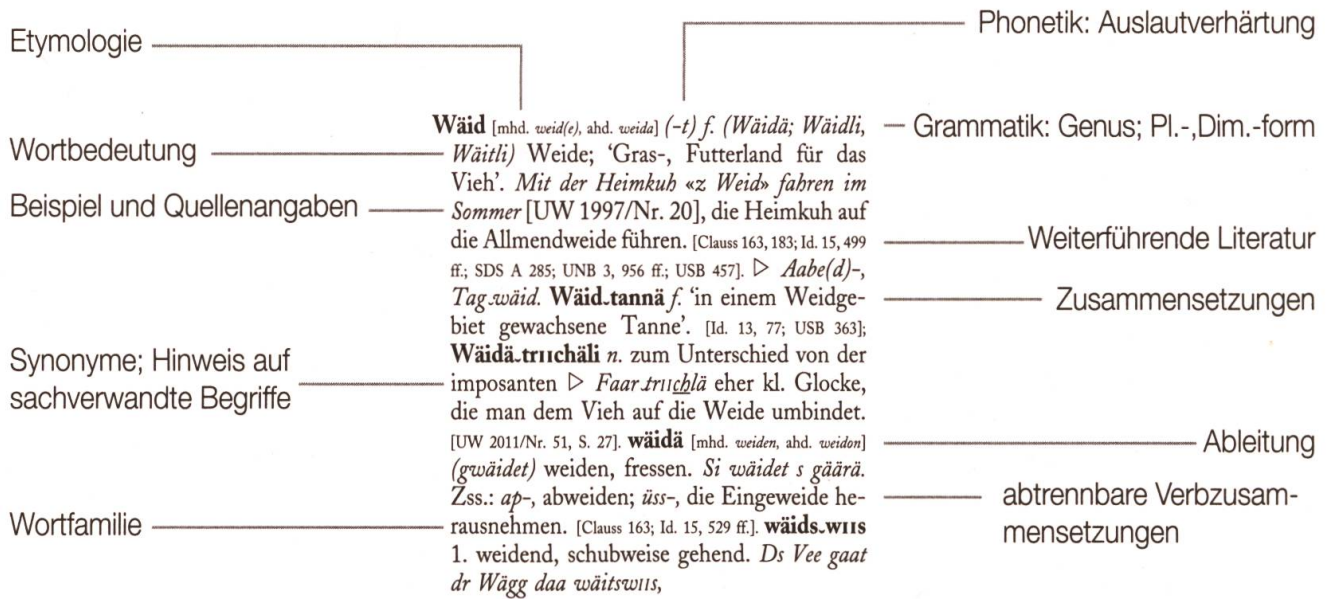 Etymologie
Phonetik: Auslautverhärtung
Wäid [mhd. weid(e), ahd. weida] (-t) f. (Wäidä; Wäidli,
Grammatik: Genus; Pl.-,Dim.-form
Wortbedeutung
Wäitli) Weide; ‘Gras-, Futterland für das
Vieh’. Mit der Heimkuh «z Weid» fahren im
Beispiel und Quellenangaben
Sommer [UW 1997/Nr. 20], die Heimkuh auf
die Allmendweide führen. [Clauss 163, 183; Id. 15, 499
Weiterführende Literatur
ff.; SDS A 285; UNB 3, 956 ff.; USB 457]. ▷ Aabe(d)-,
Tag̱wäid. Wäiḏtannä f. ‘in einem Weidge-
Zusammensetzungen
biet gewachsene Tanne’. [Id. 13, 77; USB 363];
Synonyme; Hinweis auf
sachverwandte Begriffe
Wäidä̱trııchäli n. zum Unterschied von der
imposanten ▷ Faaṟtrııchlä eher kl. Glocke,
die man dem Vieh auf die Weide umbindet.
[UW 2011/Nr. 51, S. 27]. wäidä [mhd. weiden, ahd. weidon]
Ableitung
(gwäidet) weiden, fressen. Si wäidet s gäärä.
Zss.: ap-, abweiden; üss-, die Eingeweide he-
abtrennbare Verbzusam-
mensetzungen
Wortfamilie
rausnehmen. [Clauss 163; Id. 15, 529 ff.]. wäids̱wııs
1. weidend, schubweise gehend. Ds Vee gaat
dr Wägg daa wäitswııs,